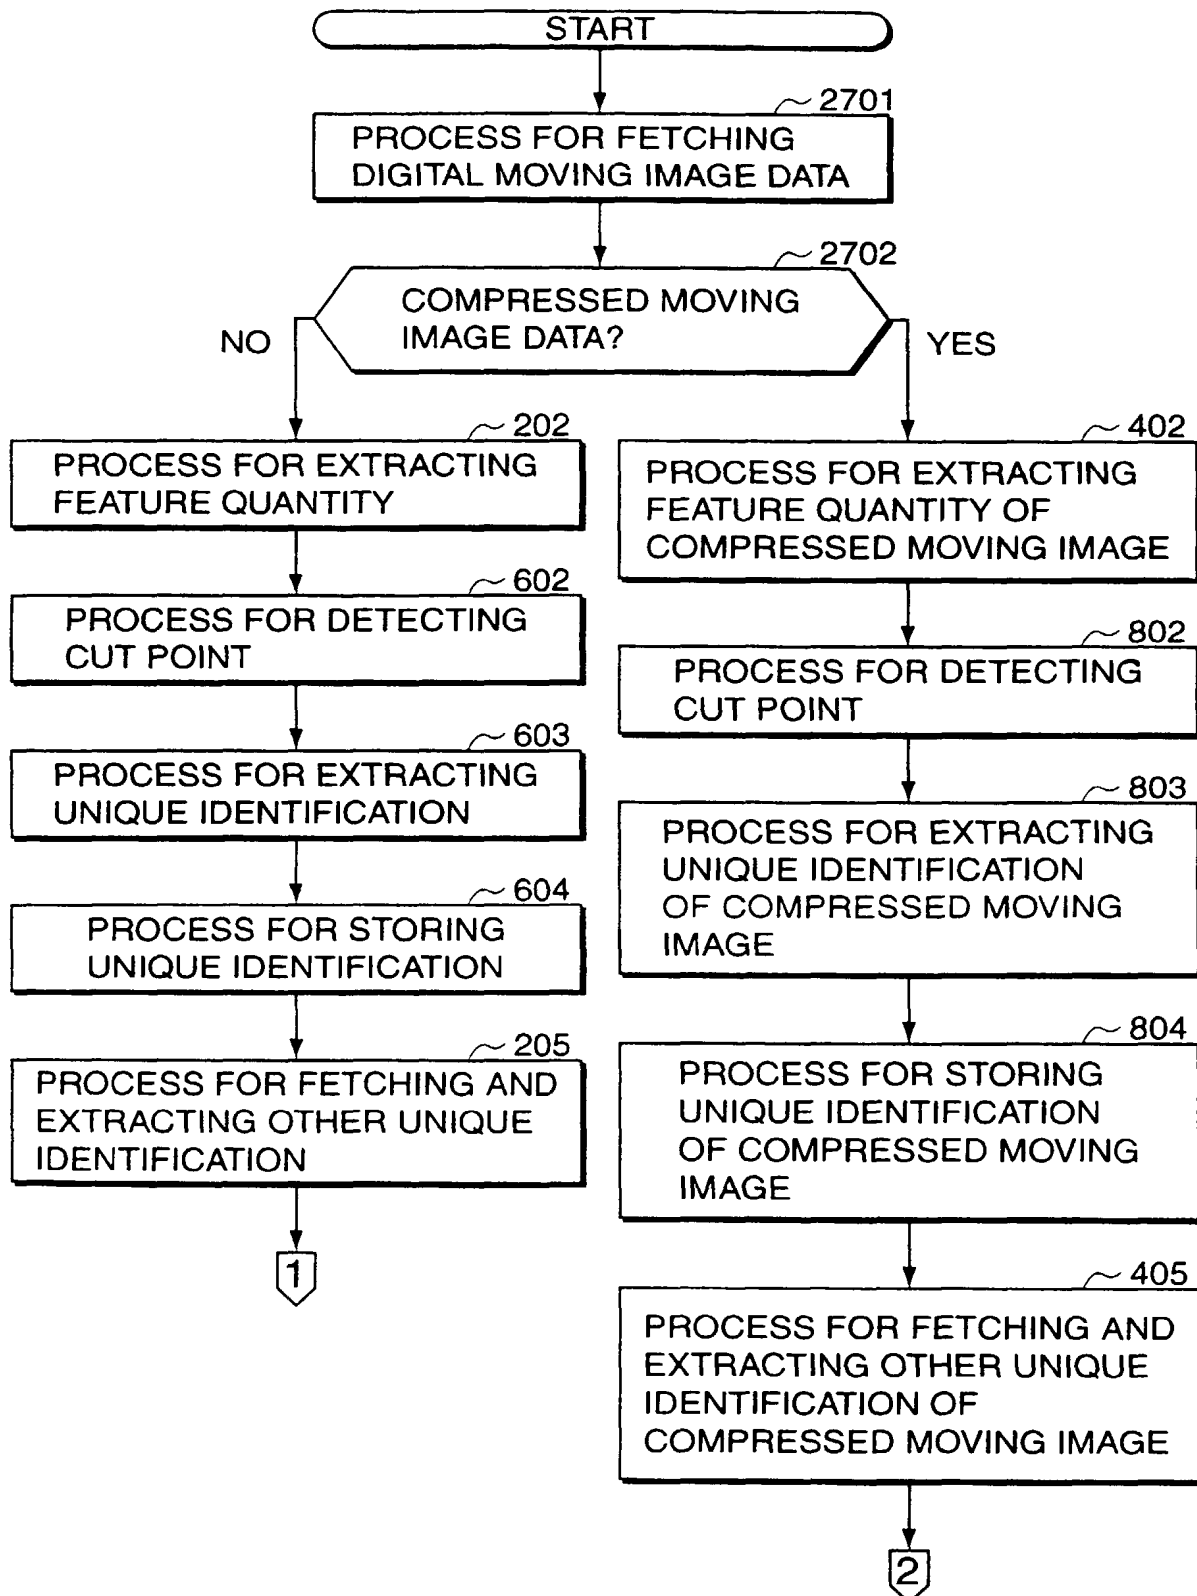 START
2701
PROCESS FOR FETCHING
DIGITAL MOVING IMAGE DATA
2702
COMPRESSED MOVING
IMAGE DATA?
NO
YES
202
PROCESS FOR EXTRACTING
FEATURE QUANTITY
602
PROCESS FOR DETECTING
CUT POINT
603
PROCESS FOR EXTRACTING
UNIQUE IDENTIFICATION
604
PROCESS FOR STORING
UNIQUE IDENTIFICATION
205
PROCESS FOR FETCHING AND
EXTRACTING OTHER UNIQUE
IDENTIFICATION
1
402
PROCESS FOR EXTRACTING
FEATURE QUANTITY OF
COMPRESSED MOVING IMAGE
802
PROCESS FOR DETECTING
CUT POINT
803
PROCESS FOR EXTRACTING
UNIQUE IDENTIFICATION
OF COMPRESSED MOVING
IMAGE
804
PROCESS FOR STORING
UNIQUE IDENTIFICATION
OF COMPRESSED MOVING
IMAGE
405
PROCESS FOR FETCHING AND
EXTRACTING OTHER UNIQUE
IDENTIFICATION OF
COMPRESSED MOVING IMAGE
2